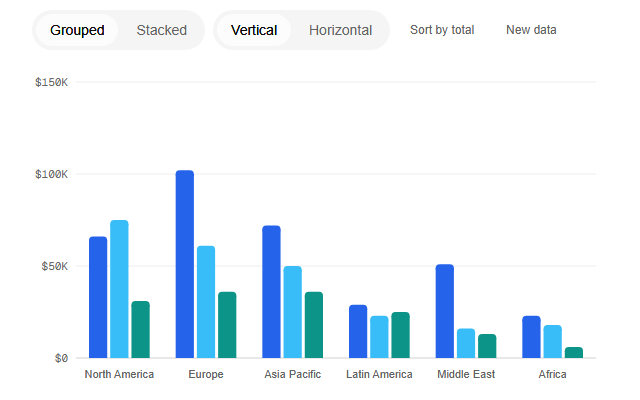 Grouped Stacked Vertical Horizontal Sort by total New data
$150K
$100K
$50K
$0
North America Europe Asia Pacific Latin America Middle East Africa